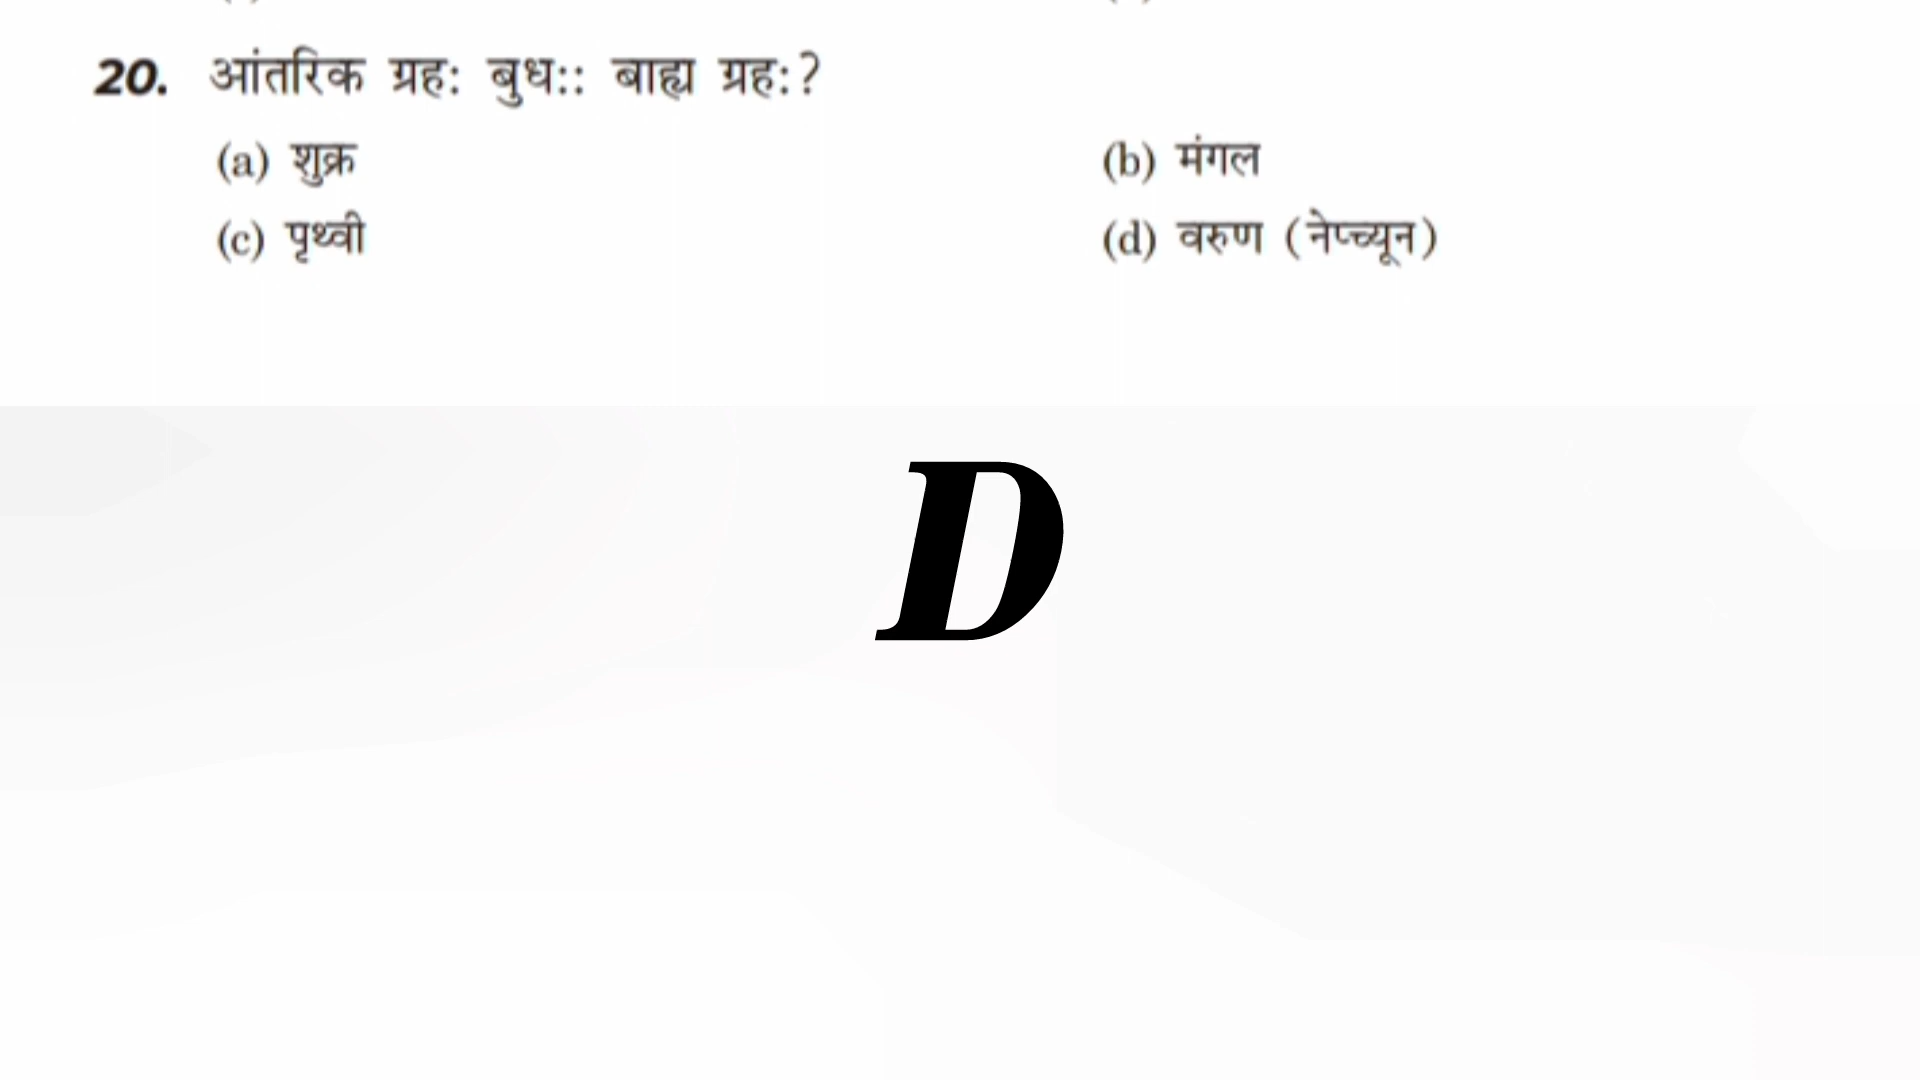 20. आंतरिक ग्रह: बुध:: बाह्य ग्रह:?
(a) शुक्र (b) मंगल
(c) पृथ्वी (d) वरुण (नेप्च्यून)
D